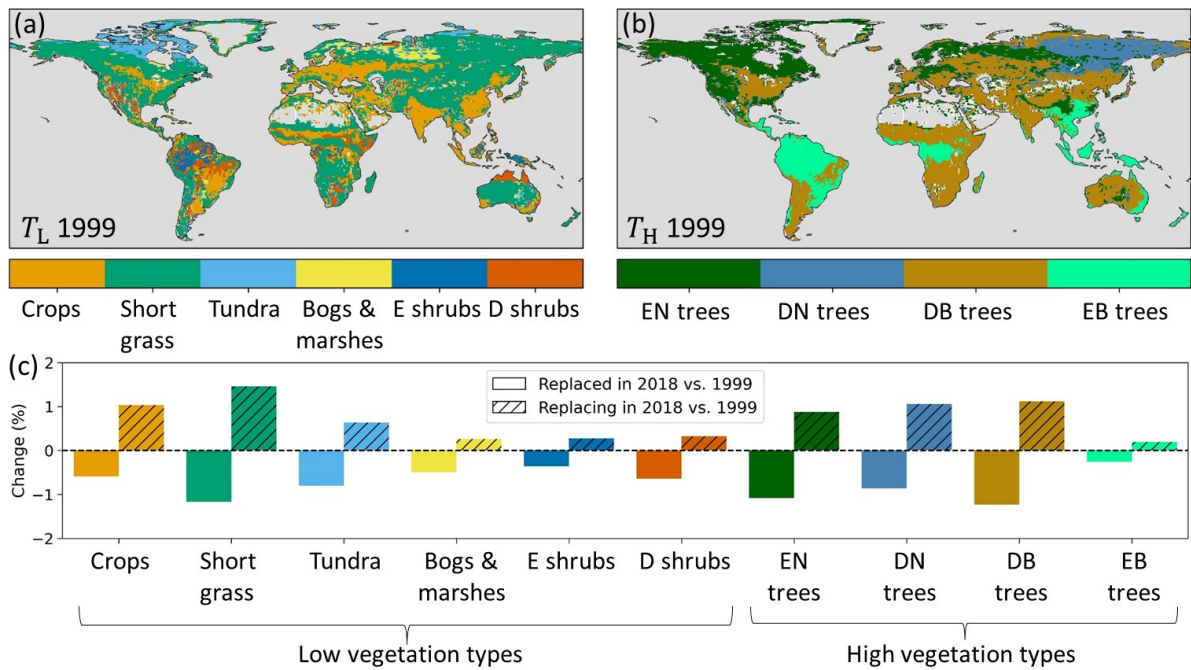 (a)
(b)
T_L 1999
T_H 1999
Crops
Short
grass
Tundra
Bogs &
marshes
E shrubs
D shrubs
EN trees
DN trees
DB trees
EB trees
(c)
2
1
0
−1
−2
Change (%)
Replaced in 2018 vs. 1999
Replacing in 2018 vs. 1999
Crops
Short
grass
Tundra
Bogs &
marshes
E shrubs
D shrubs
EN
trees
DN
trees
DB
trees
EB
trees
Low vegetation types
High vegetation types